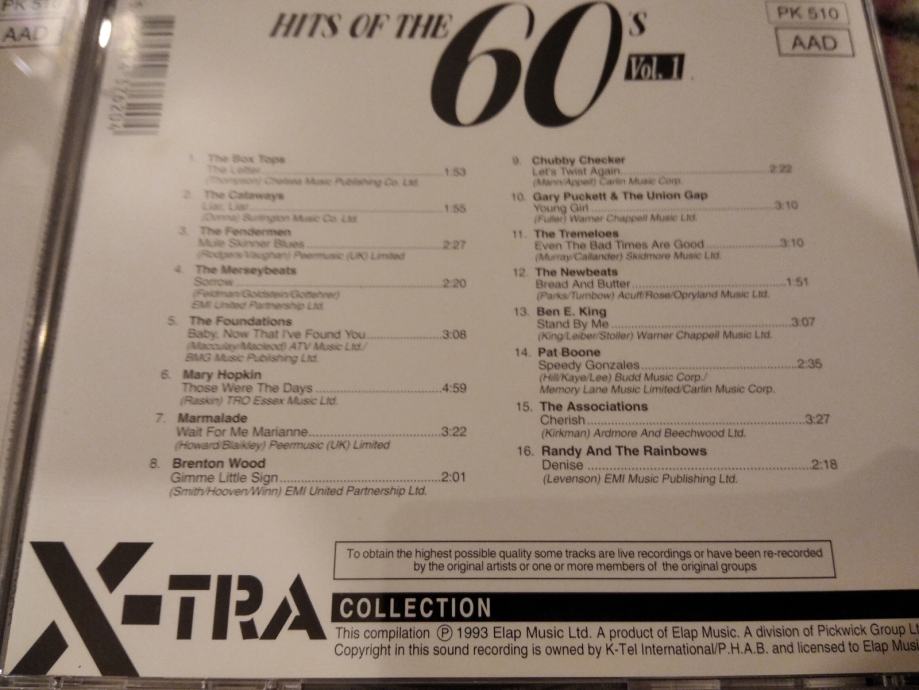 PK 510
AAD
HITS OF THE 60'S
Vol. 1
PK 510
AAD
1. The Box Tops
The Letter 1:53
(Thompson) Chelsea Music Publishing Co. Ltd.
2. The Cataways
Liar, Liar 1:55
(Donna) Burlington Music Co. Ltd.
3. The Fendermen
Mule Skinner Blues 2:27
(Rodgers/Vaughan) Peermusic (UK) Limited
4. The Merseybeats
Sorrow 2:20
(Feldman/Goldstein/Gottehrer)
EMI United Partnership Ltd.
5. The Foundations
Baby, Now That I've Found You 3:08
(Macculay/Macleod) ATV Music Ltd./
BMG Music Publishing Ltd.
6. Mary Hopkin
Those Were The Days 4:59
(Raskin) TRO Essex Music Ltd.
7. Marmalade
Wait For Me Marianne 3:22
(Howard/Blaikley) Peermusic (UK) Limited
8. Brenton Wood
Gimme Little Sign 2:01
(Smith/Hooven/Winn) EMI United Partnership Ltd.
9. Chubby Checker
Let's Twist Again 2:22
(Mann/Appell) Carlin Music Corp.
10. Gary Puckett & The Union Gap
Young Girl 3:10
(Fuller) Warner Chappell Music Ltd.
11. The Tremeloes
Even The Bad Times Are Good 3:10
(Murray/Callander) Skidmore Music Ltd.
12. The Newbeats
Bread And Butter 1:51
(Parks/Turnbow) Acuff/Rose/Opryland Music Ltd.
13. Ben E. King
Stand By Me 3:07
(King/Leiber/Stoller) Warner Chappell Music Ltd.
14. Pat Boone
Speedy Gonzales 2:35
(Hill/Kaye/Lee) Budd Music Corp./
Memory Lane Music Limited/Carlin Music Corp.
15. The Associations
Cherish 3:27
(Kirkman) Ardmore And Beechwood Ltd.
16. Randy And The Rainbows
Denise 2:18
(Levenson) EMI Music Publishing Ltd.
To obtain the highest possible quality some tracks are live recordings or have been re-recorded
by the original artists or one or more members of the original groups
X-TRA
COLLECTION
This compilation Ⓟ 1993 Elap Music Ltd. A product of Elap Music. A division of Pickwick Group
Copyright in this sound recording is owned by K-Tel International/P.H.A.B. and licensed to Elap